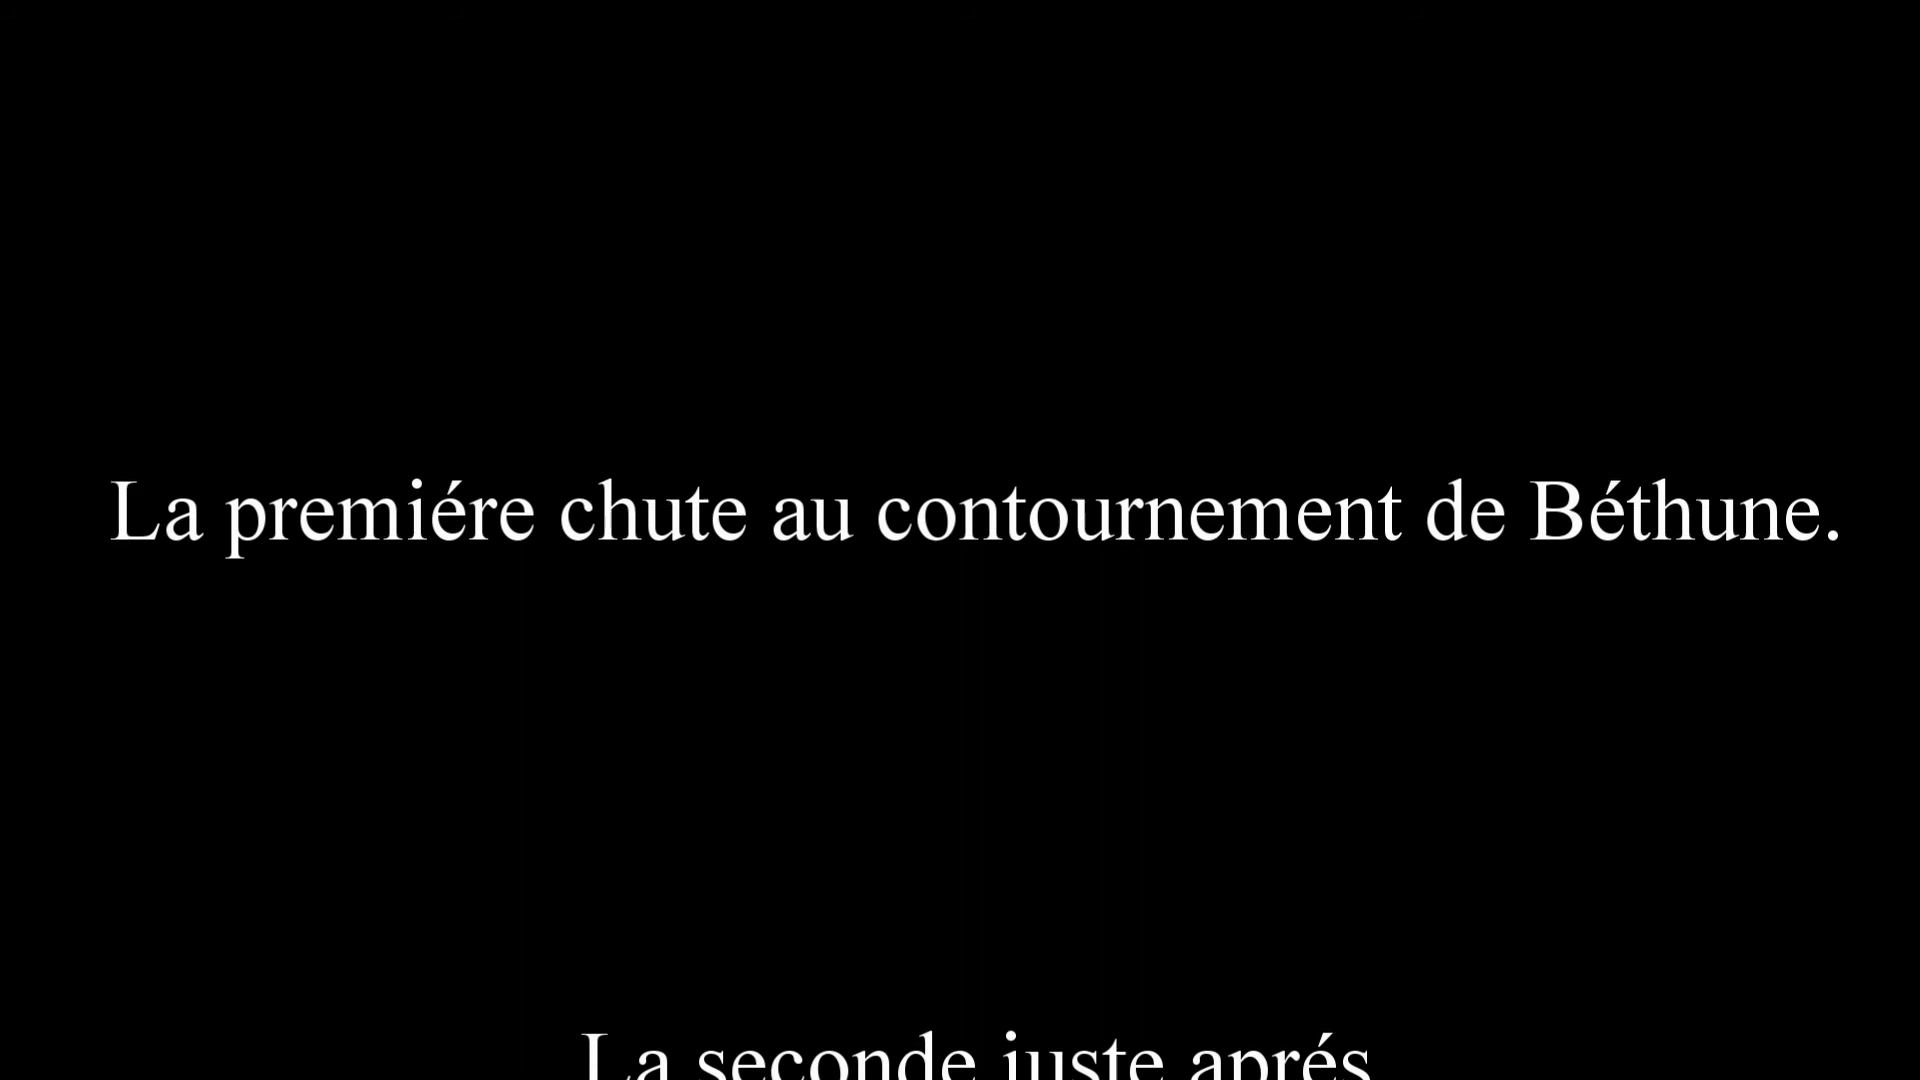 La premiére chute au contournement de Béthune.
La seconde juste aprés